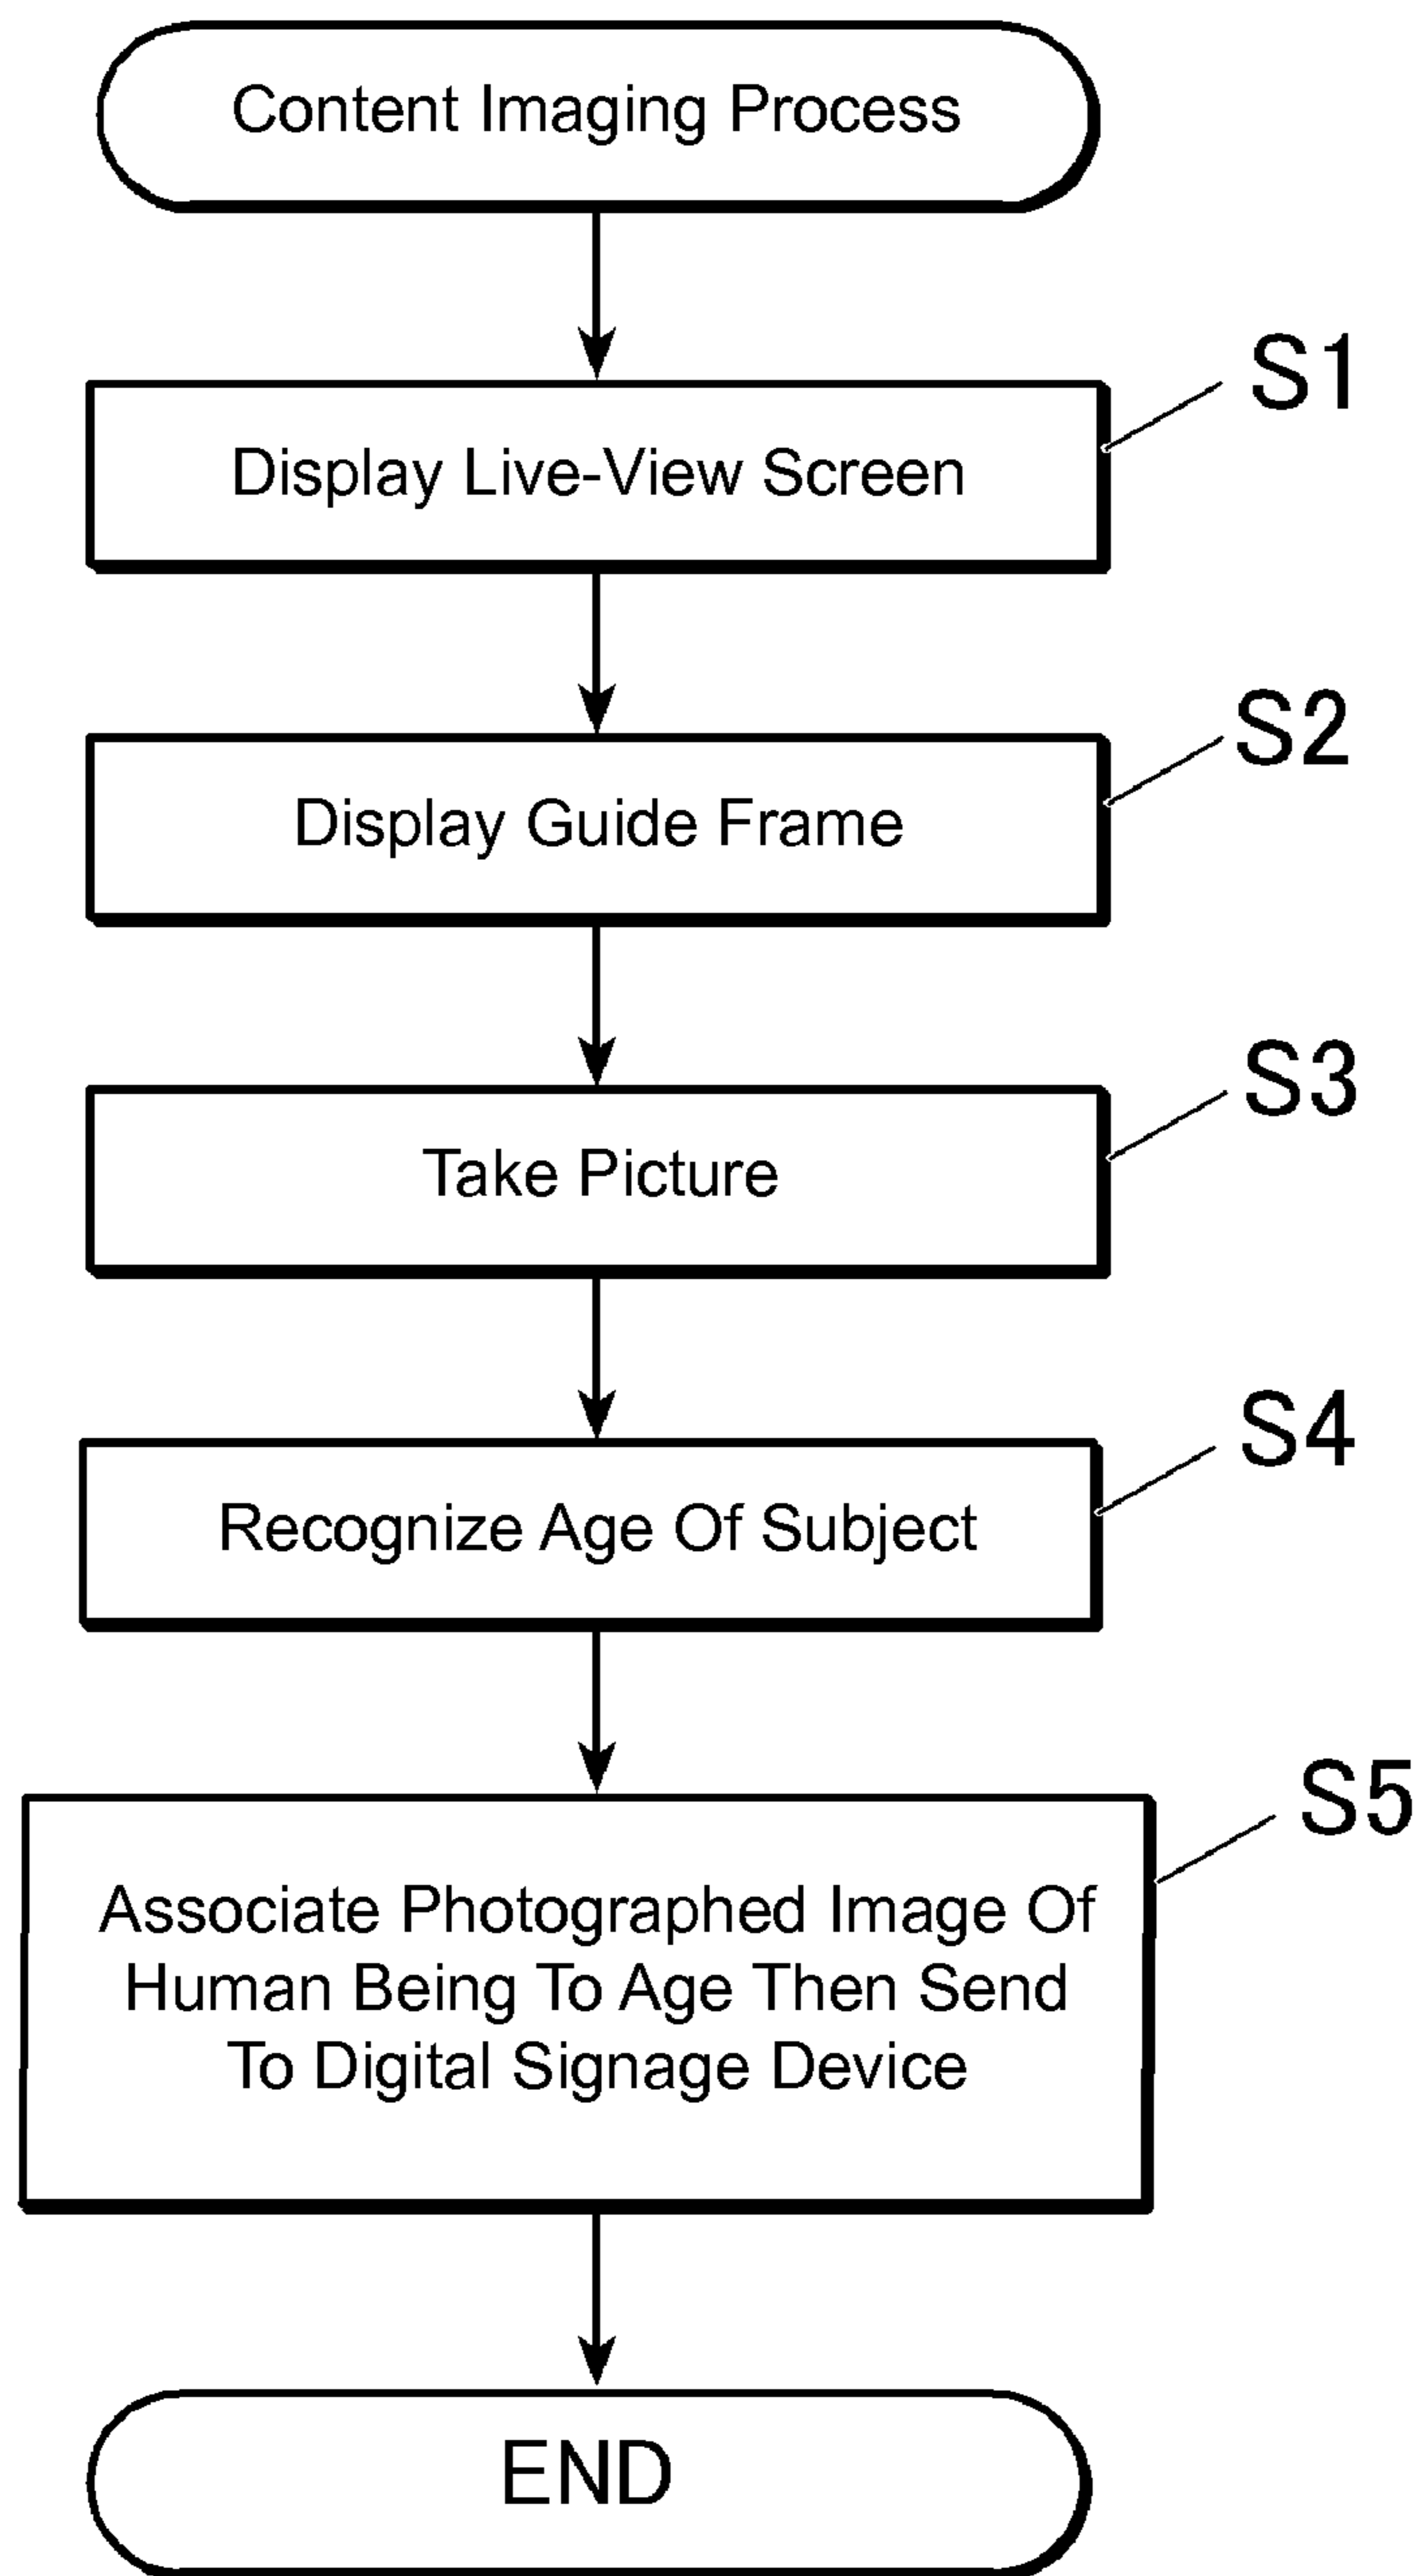 Content Imaging Process
S1
Display Live-View Screen
S2
Display Guide Frame
S3
Take Picture
S4
Recognize Age Of Subject
S5
Associate Photographed Image Of
Human Being To Age Then Send
To Digital Signage Device
END